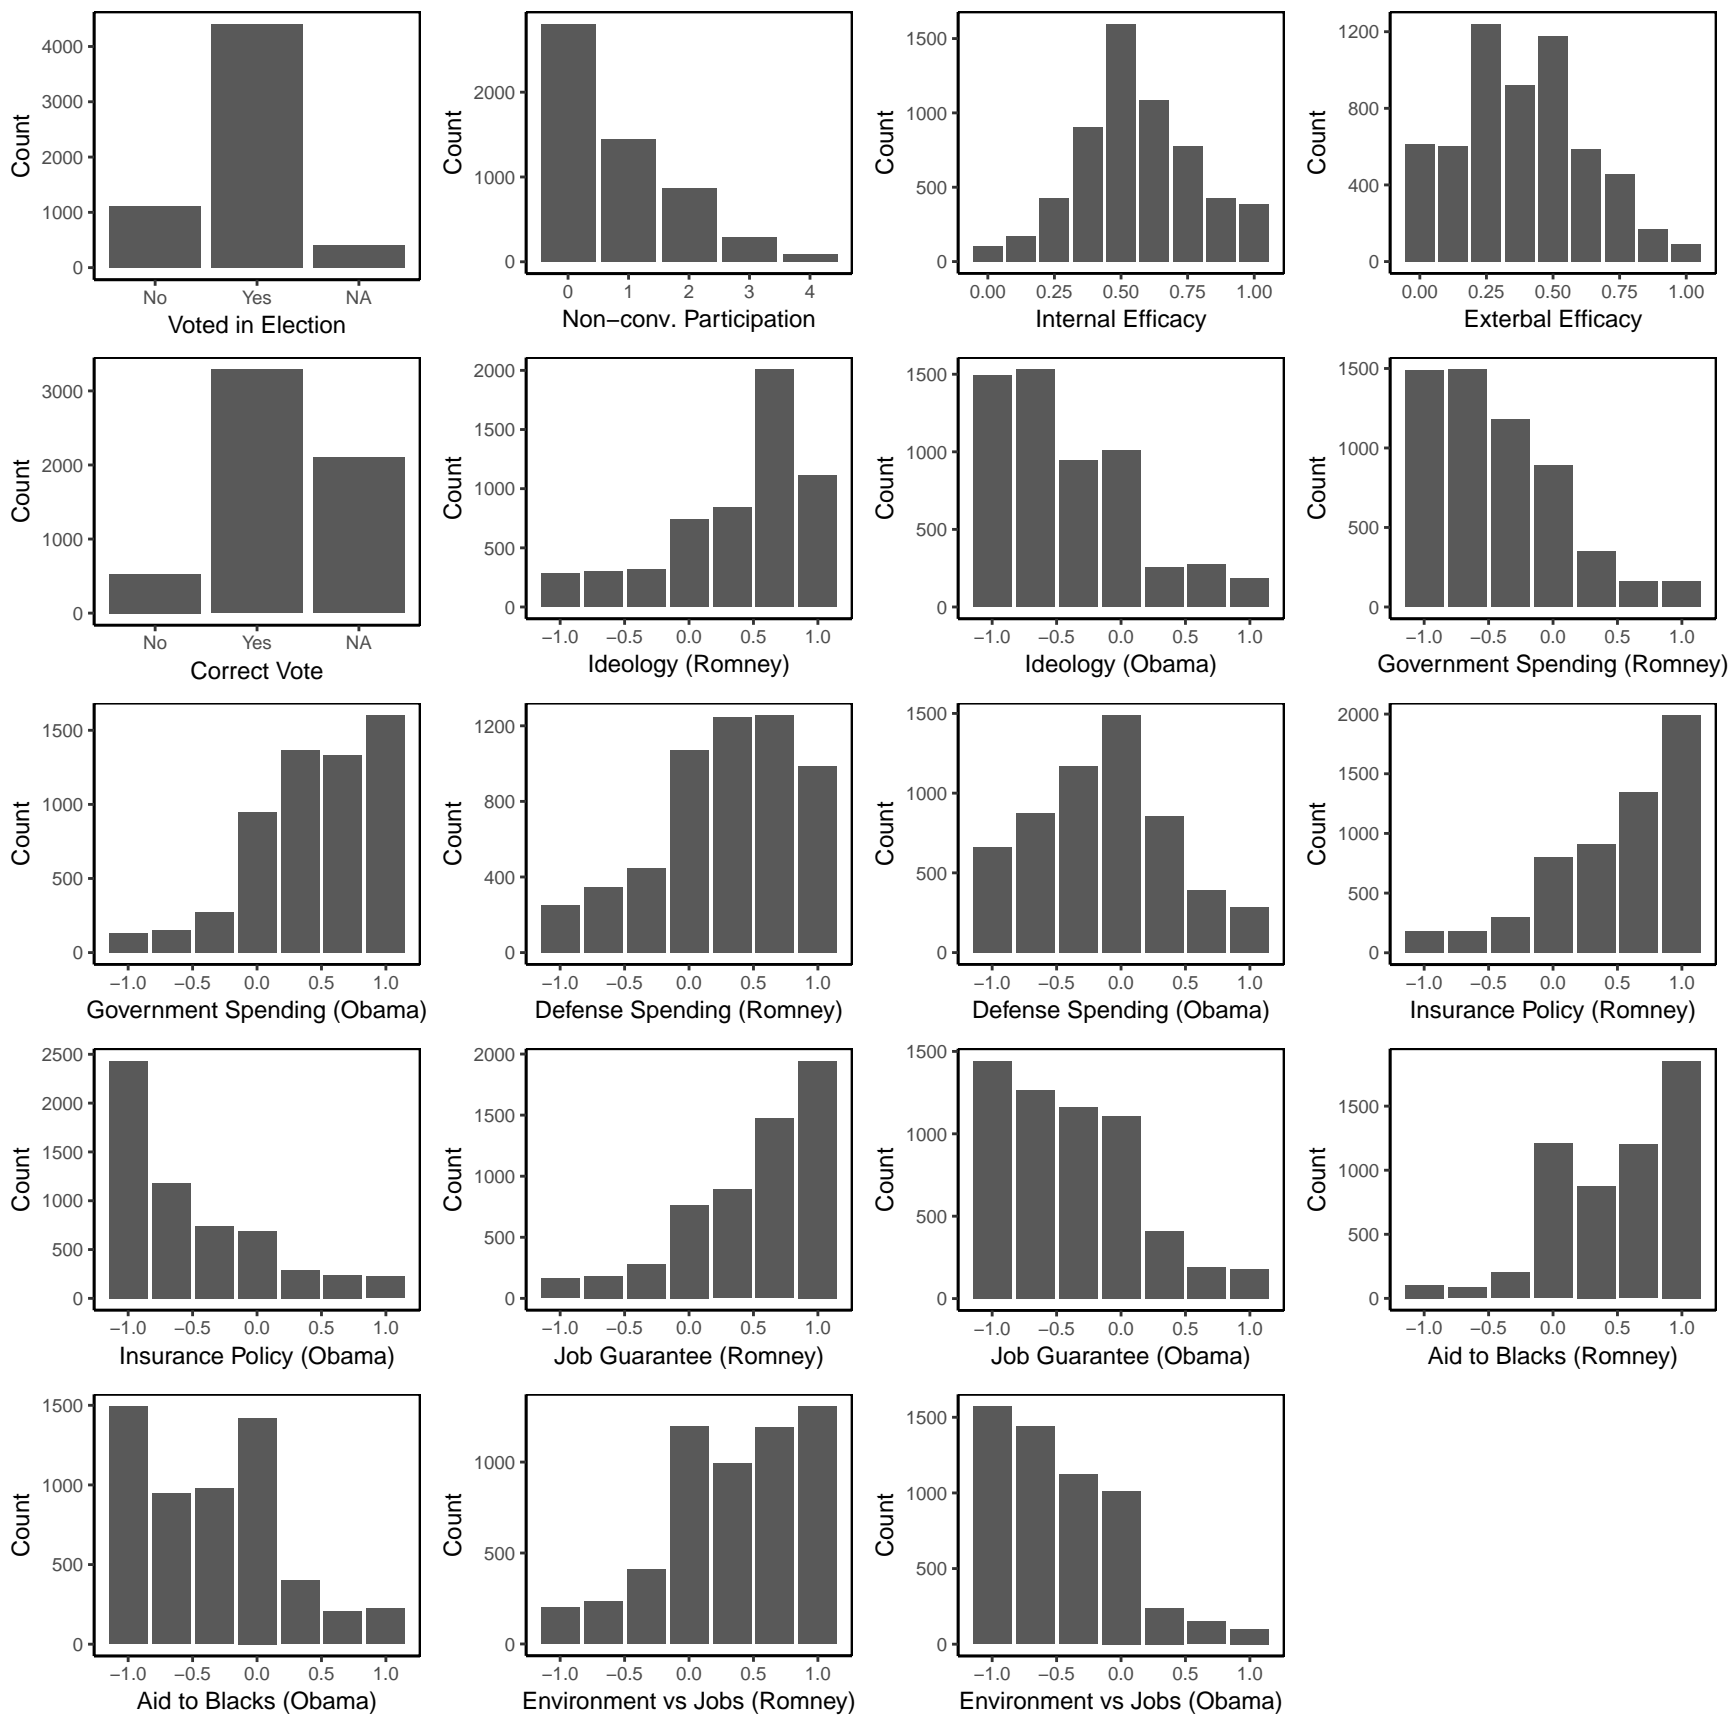 4000
3000
2000
1000
0
Count
No Yes NA
Voted in Election
2000
1000
0
Count
0 1 2 3 4
Non−conv. Participation
1500
1000
500
0
Count
0.00 0.25 0.50 0.75 1.00
Internal Efficacy
1200
800
400
0
Count
0.00 0.25 0.50 0.75 1.00
Exterbal Efficacy
3000
2000
1000
0
Count
No Yes NA
Correct Vote
2000
1500
1000
500
0
Count
−1.0 −0.5 0.0 0.5 1.0
Ideology (Romney)
1500
1000
500
0
Count
−1.0 −0.5 0.0 0.5 1.0
Ideology (Obama)
1500
1000
500
0
Count
−1.0 −0.5 0.0 0.5 1.0
Government Spending (Romney)
1500
1000
500
0
Count
−1.0 −0.5 0.0 0.5 1.0
Government Spending (Obama)
1200
800
400
0
Count
−1.0 −0.5 0.0 0.5 1.0
Defense Spending (Romney)
1500
1000
500
0
Count
−1.0 −0.5 0.0 0.5 1.0
Defense Spending (Obama)
2000
1500
1000
500
0
Count
−1.0 −0.5 0.0 0.5 1.0
Insurance Policy (Romney)
2500
2000
1500
1000
500
0
Count
−1.0 −0.5 0.0 0.5 1.0
Insurance Policy (Obama)
2000
1500
1000
500
0
Count
−1.0 −0.5 0.0 0.5 1.0
Job Guarantee (Romney)
1500
1000
500
0
Count
−1.0 −0.5 0.0 0.5 1.0
Job Guarantee (Obama)
1500
1000
500
0
Count
−1.0 −0.5 0.0 0.5 1.0
Aid to Blacks (Romney)
1500
1000
500
0
Count
−1.0 −0.5 0.0 0.5 1.0
Aid to Blacks (Obama)
1000
500
0
Count
−1.0 −0.5 0.0 0.5 1.0
Environment vs Jobs (Romney)
1500
1000
500
0
Count
−1.0 −0.5 0.0 0.5 1.0
Environment vs Jobs (Obama)